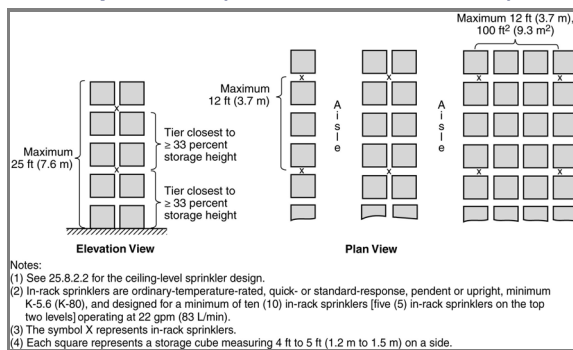 Maximum 12 ft (3.7 m),
100 ft² (9.3 m²)
Maximum
12 ft (3.7 m)
Aisle
Aisle
Maximum
25 ft (7.6 m)
Tier closest to
≥ 33 percent
storage height
Tier closest to
≥ 33 percent
storage height
x
x
x
x
x
x
x
x
x
x
Elevation View
Plan View
Notes:
(1) See 25.8.2.2 for the ceiling-level sprinkler design.
(2) In-rack sprinklers are ordinary-temperature-rated, quick- or standard-response, pendent or upright, minimum
K-5.6 (K-80), and designed for a minimum of ten (10) in-rack sprinklers [five (5) in-rack sprinklers on the top
two levels] operating at 22 gpm (83 L/min).
(3) The symbol X represents in-rack sprinklers.
(4) Each square represents a storage cube measuring 4 ft to 5 ft (1.2 m to 1.5 m) on a side.